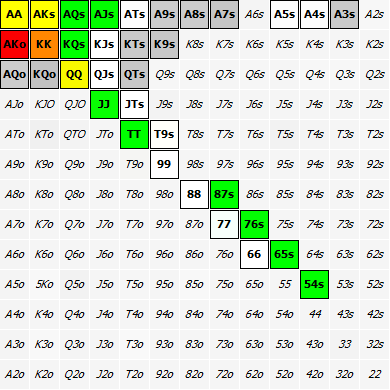 AA AKs AQs AJs ATs A9s A8s A7s A6s A5s A4s A3s A2s
AKo KK KQs KJs KTs K9s K8s K7s K6s K5s K4s K3s K2s
AQo KQo QQ QJs QTs Q9s Q8s Q7s Q6s Q5s Q4s Q3s Q2s
AJo KJO QJO JJ JTs J9s J8s J7s J6s J5s J4s J3s J2s
ATo KTo QTO JTo TT T9s T8s T7s T6s T5s T4s T3s T2s
A9o K9o Q9o J9o T9o 99 98s 97s 96s 95s 94s 93s 92s
A8o K8o Q8o J8o T8o 98o 88 87s 86s 85s 84s 83s 82s
A7o K7o Q7o J7o T7o 97o 87o 77 76s 75s 74s 73s 72s
A6o K6o Q6o J6o T6o 96o 86o 76o 66 65s 64s 63s 62s
A5o 5Ko Q5o J5o T5o 95o 85o 75o 65o 55 54s 53s 52s
A4o K4o Q4o J4o T4o 94o 84o 74o 64o 54o 44 43s 42s
A3o K3o Q3o J3o T3o 93o 83o 73o 63o 53o 43o 33 32s
A2o K2o Q2o J2o T2o 92o 82o 72o 62o 52o 42o 32o 22